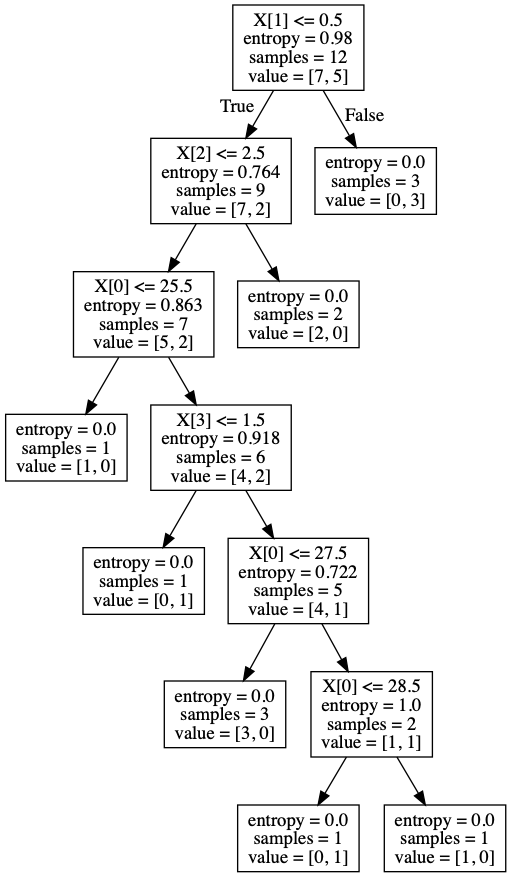 X[1] <= 0.5
entropy = 0.98
samples = 12
value = [7, 5]
True
False
X[2] <= 2.5
entropy = 0.764
samples = 9
value = [7, 2]
entropy = 0.0
samples = 3
value = [0, 3]
X[0] <= 25.5
entropy = 0.863
samples = 7
value = [5, 2]
entropy = 0.0
samples = 2
value = [2, 0]
entropy = 0.0
samples = 1
value = [1, 0]
X[3] <= 1.5
entropy = 0.918
samples = 6
value = [4, 2]
entropy = 0.0
samples = 1
value = [0, 1]
X[0] <= 27.5
entropy = 0.722
samples = 5
value = [4, 1]
entropy = 0.0
samples = 3
value = [3, 0]
X[0] <= 28.5
entropy = 1.0
samples = 2
value = [1, 1]
entropy = 0.0
samples = 1
value = [0, 1]
entropy = 0.0
samples = 1
value = [1, 0]